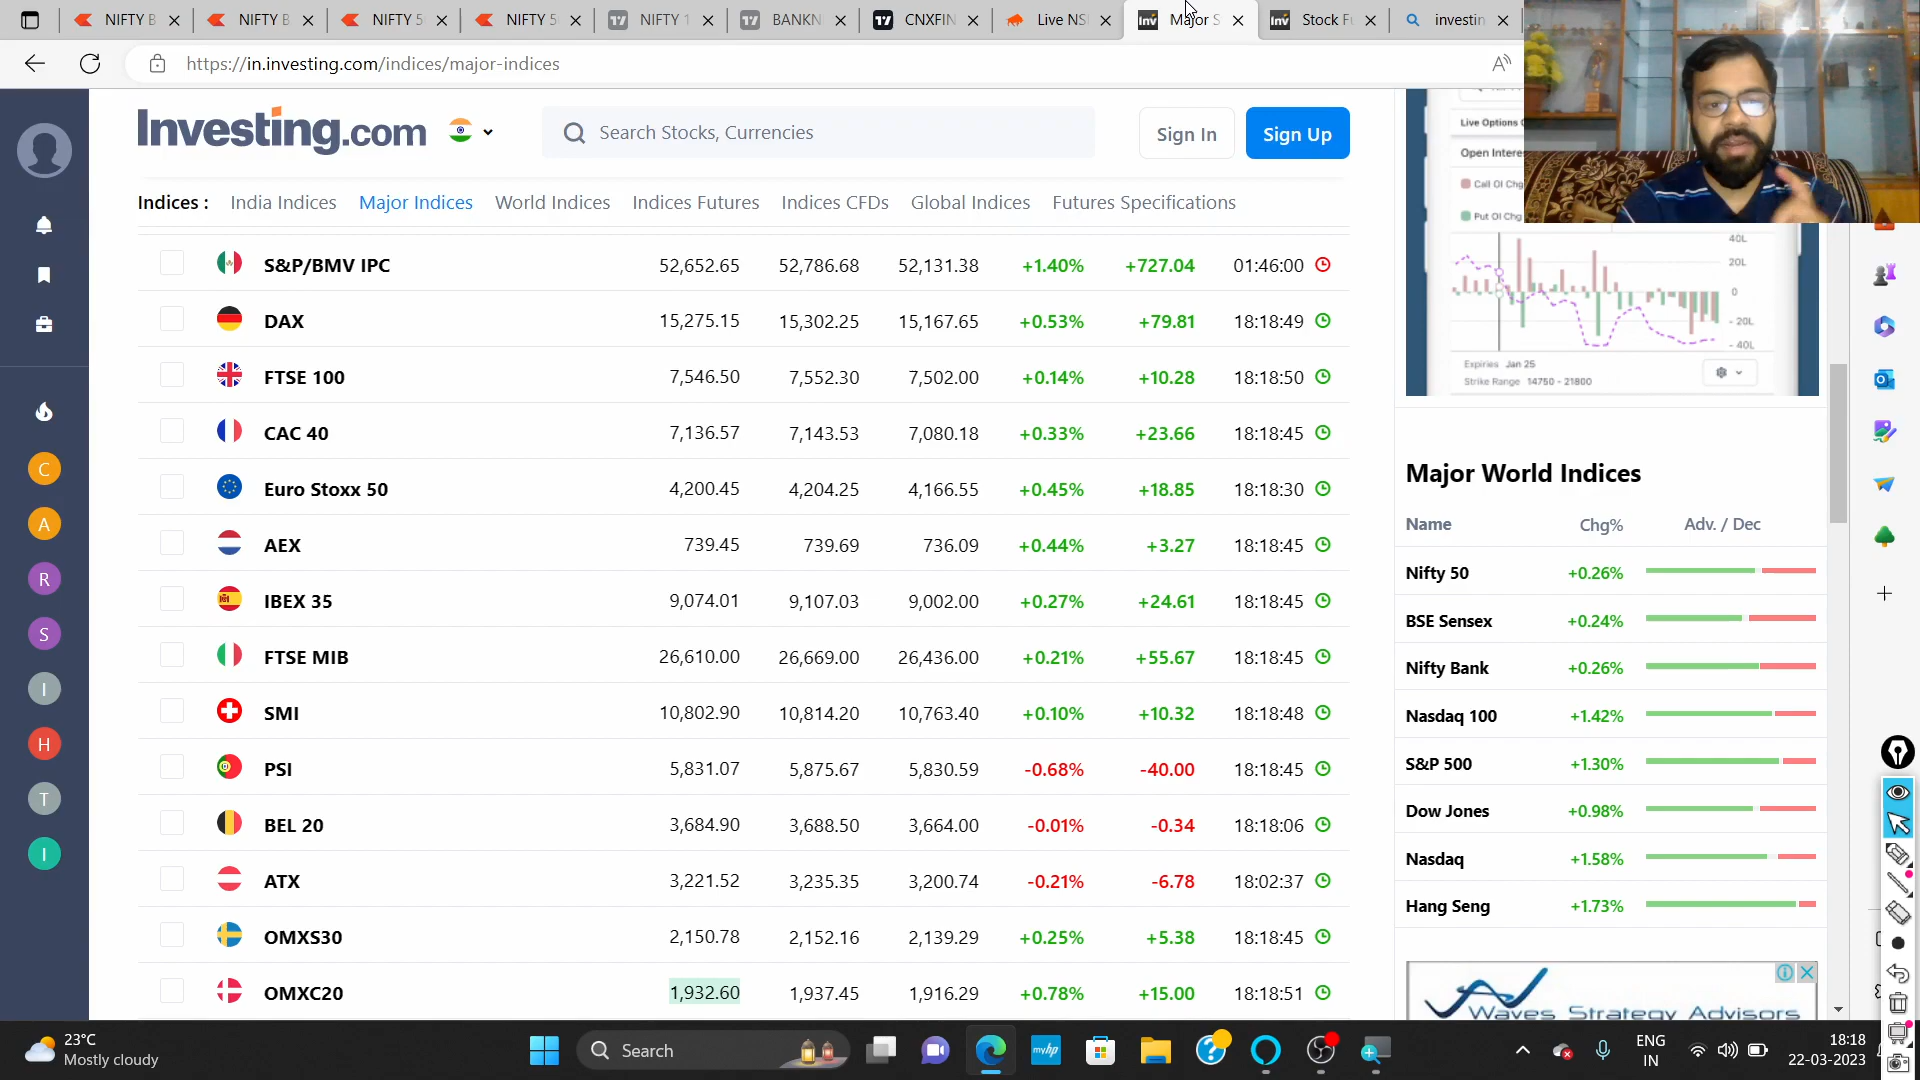 NIFTY B
NIFTY B
NIFTY 5
NIFTY 5
NIFTY 1
BANKN
CNXFIN
Live NS
Major S
Stock Fu
investin
https://in.investing.com/indices/major-indices
Investing.com
Search Stocks, Currencies
Sign In
Sign Up
Indices :
India Indices
Major Indices
World Indices
Indices Futures
Indices CFDs
Global Indices
Futures Specifications
S&P/BMV IPC 52,652.65 52,786.68 52,131.38 +1.40% +727.04 01:46:00
DAX 15,275.15 15,302.25 15,167.65 +0.53% +79.81 18:18:49
FTSE 100 7,546.50 7,552.30 7,502.00 +0.14% +10.28 18:18:50
CAC 40 7,136.57 7,143.53 7,080.18 +0.33% +23.66 18:18:45
Euro Stoxx 50 4,200.45 4,204.25 4,166.55 +0.45% +18.85 18:18:30
AEX 739.45 739.69 736.09 +0.44% +3.27 18:18:45
IBEX 35 9,074.01 9,107.03 9,002.00 +0.27% +24.61 18:18:45
FTSE MIB 26,610.00 26,669.00 26,436.00 +0.21% +55.67 18:18:45
SMI 10,802.90 10,814.20 10,763.40 +0.10% +10.32 18:18:48
PSI 5,831.07 5,875.67 5,830.59 -0.68% -40.00 18:18:45
BEL 20 3,684.90 3,688.50 3,664.00 -0.01% -0.34 18:18:06
ATX 3,221.52 3,235.35 3,200.74 -0.21% -6.78 18:02:37
OMXS30 2,150.78 2,152.16 2,139.29 +0.25% +5.38 18:18:45
OMXC20 1,932.60 1,937.45 1,916.29 +0.78% +15.00 18:18:51
C
A
R
S
I
H
T
I
Live Options
Open Interes
Call OI Chg
Put OI Chg
40L
20L
0
- 20L
- 40L
Expiries Jan 25
Strike Range 14750 - 21800
Major World Indices
Name Chg% Adv. / Dec
Nifty 50 +0.26%
BSE Sensex +0.24%
Nifty Bank +0.26%
Nasdaq 100 +1.42%
S&P 500 +1.30%
Dow Jones +0.98%
Nasdaq +1.58%
Hang Seng +1.73%
Waves Strategy Advisors
23°C
Mostly cloudy
Search
myhp
ENG
IN
18:18
22-03-2023